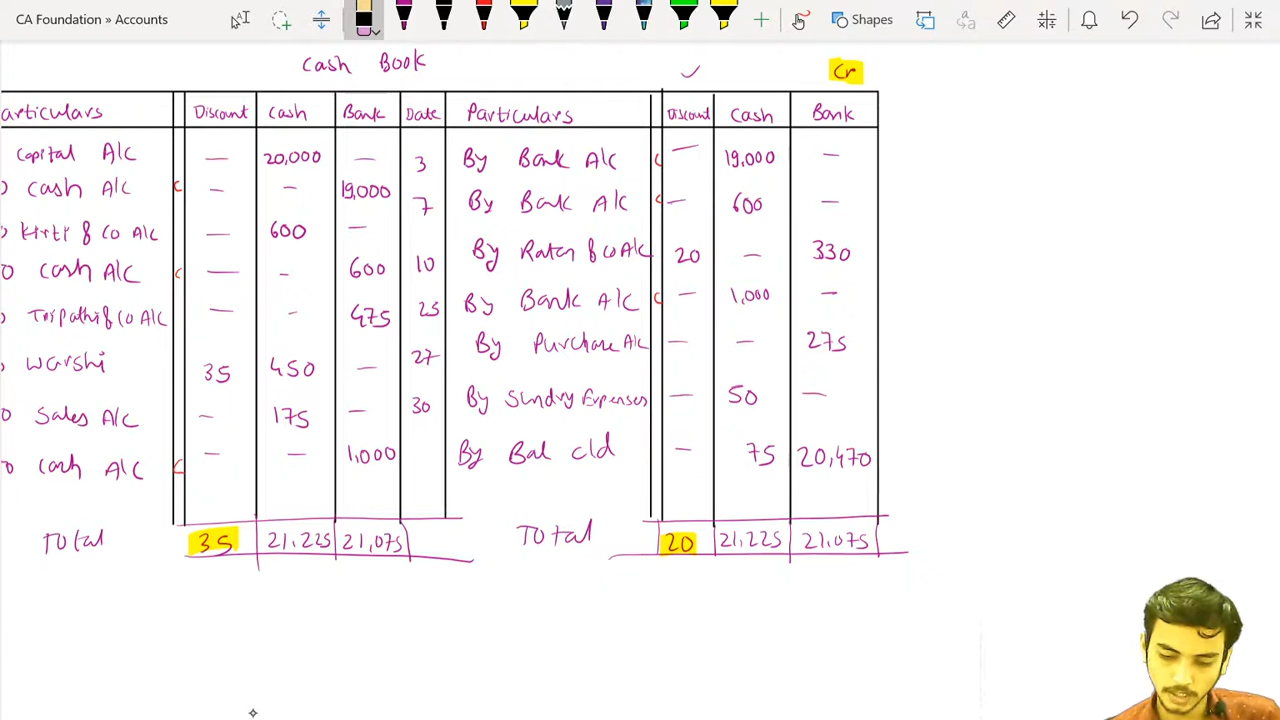 CA Foundation » Accounts
Shapes
Cash Book
Cr
articulars Discount Cash Bank Date Particulars Discount Cash Bank
Capital A/c — 20,000 — 3 By Bank A/c C — 19,000 —
Cash A/c C - - 19,000 7 By Bank A/c C — 600 —
Kirti & Co A/c — 600 — 10 By Raten & Co A/c 20 — 330
o Cash A/c C — - 600 25 By Bank A/c C - 1,000 —
Tripathi & Co A/c — - 475 27 By Purchase A/c — — 275
Warshi 35 450 — 30 By Sundry Expenses — 50 —
o Sales A/c - 175 — By Bal c/d — 75 20,470
o Cash A/c C — — 1,000
Total 35 21,225 21,075 Total 20 21,225 21,075